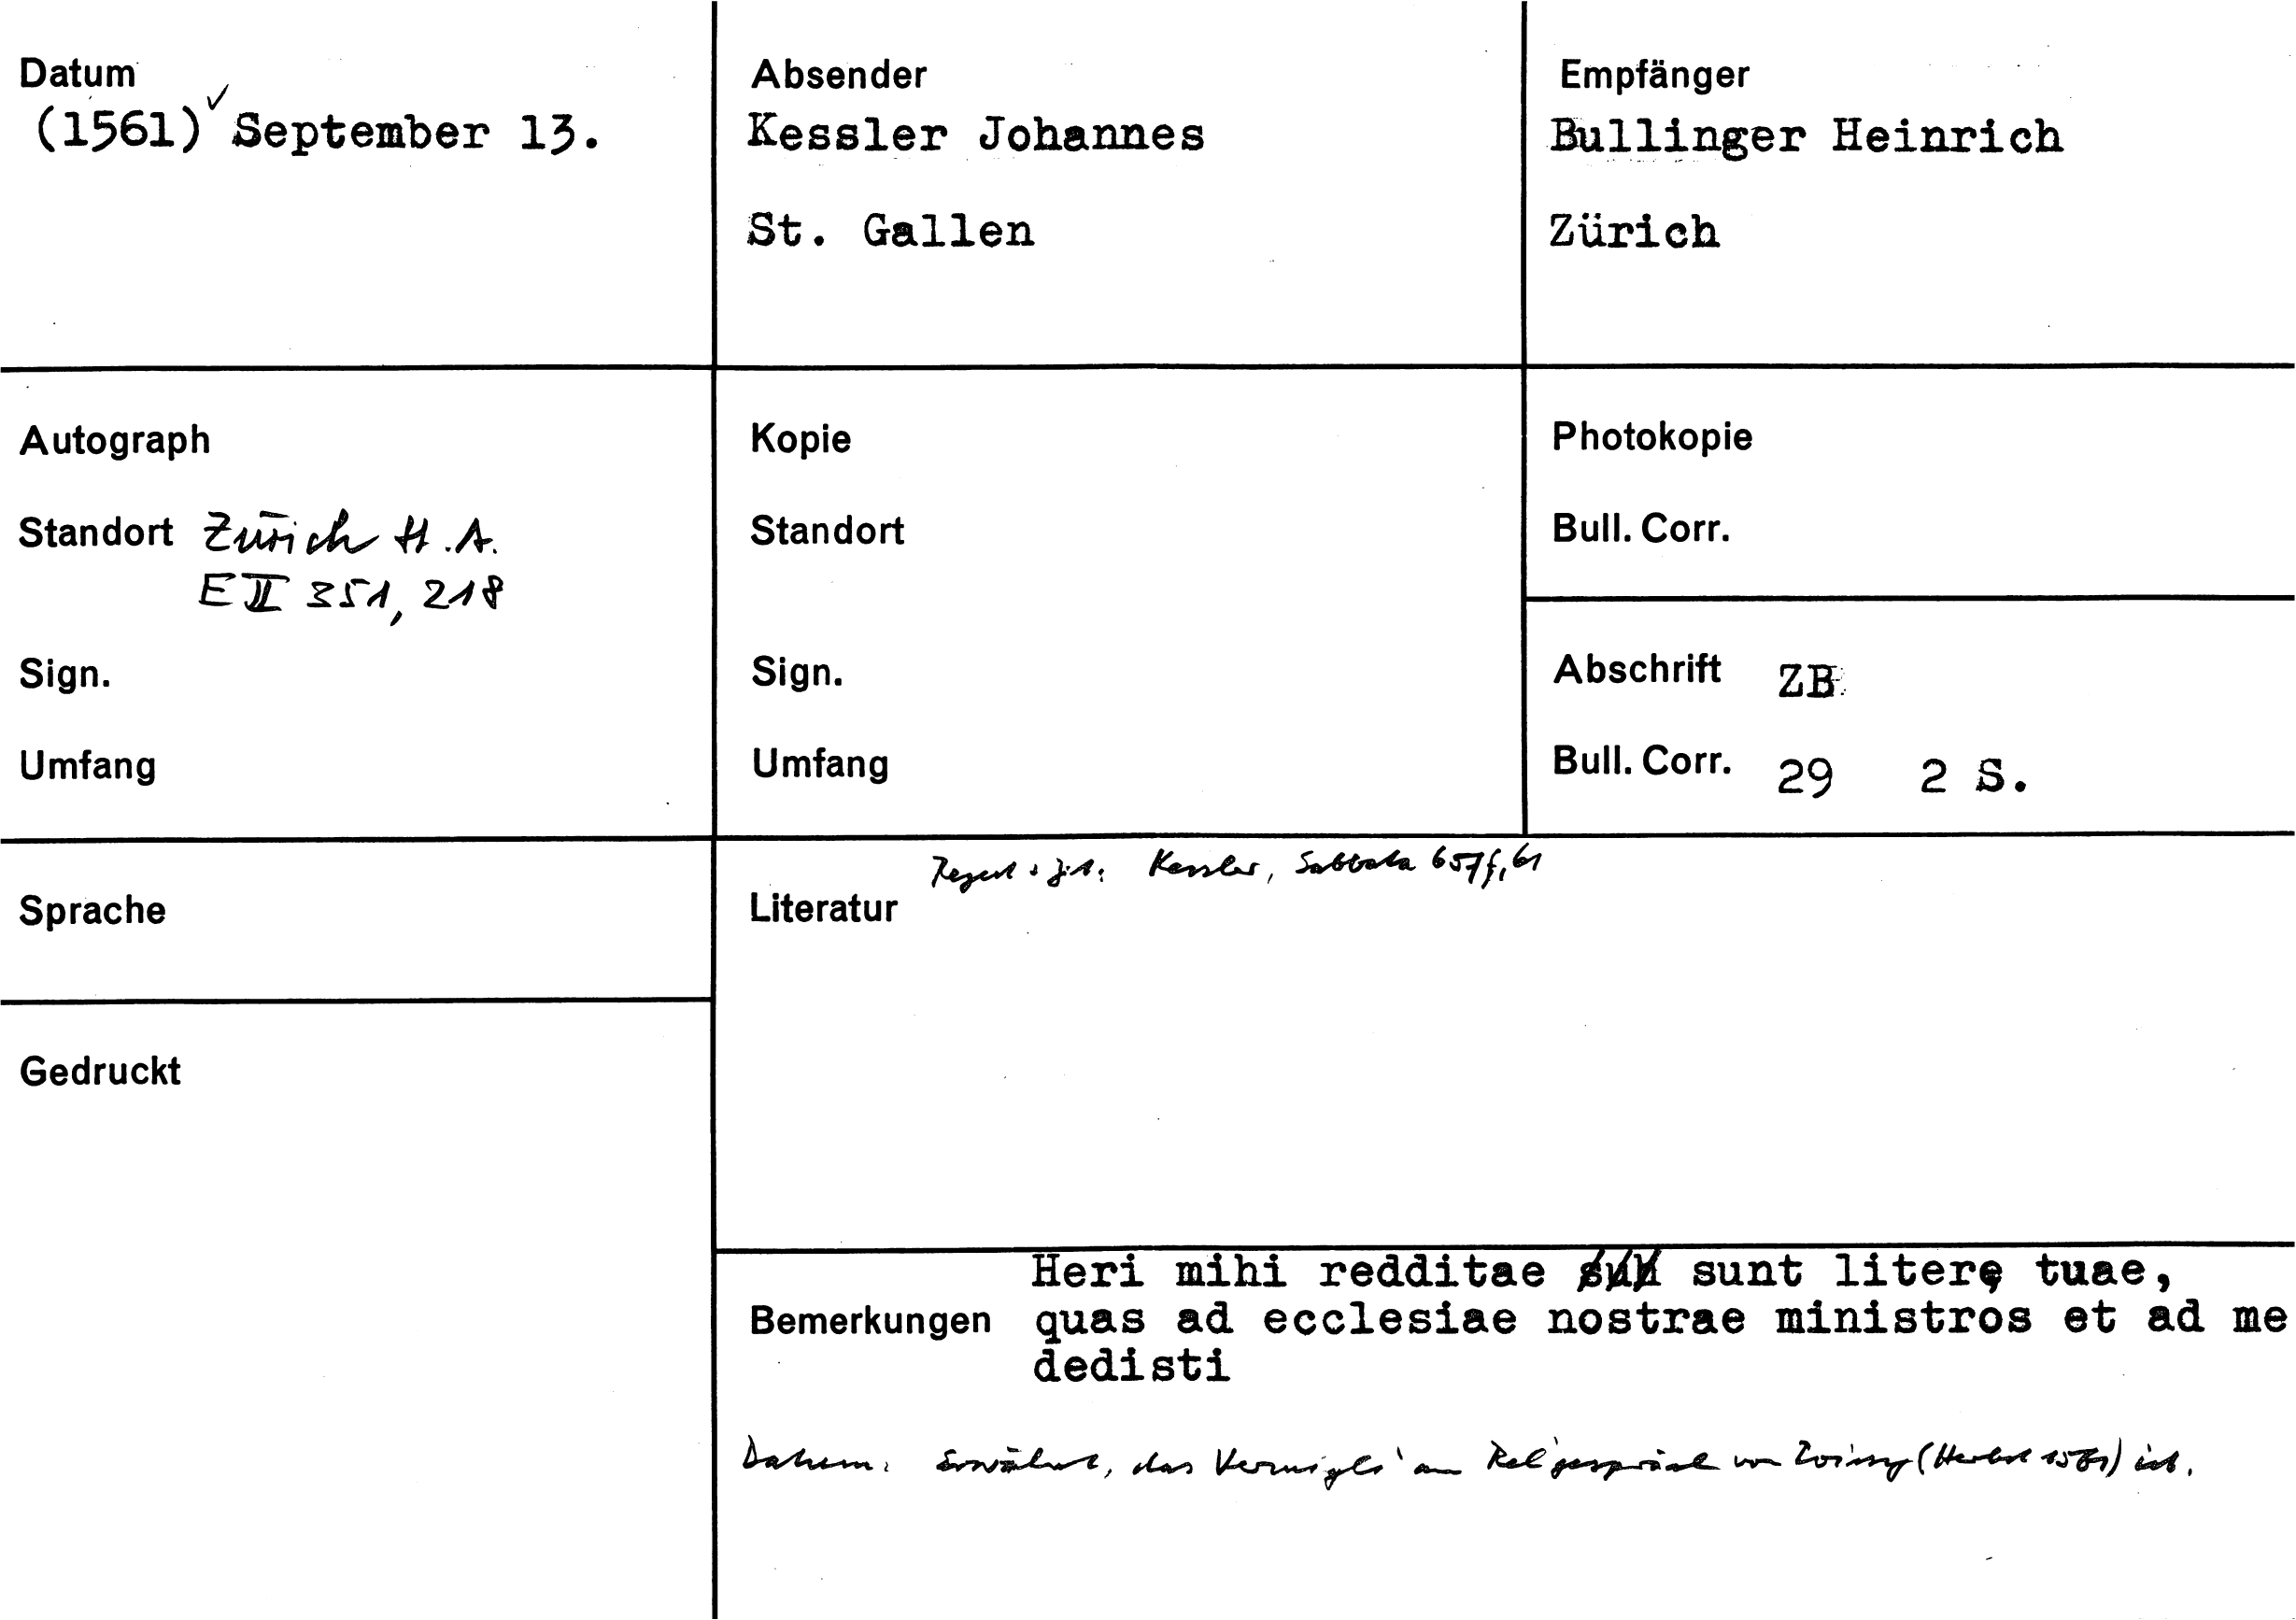 Datum
(1561) ✓ September 13.
Absender
Kessler Johannes
St. Gallen
Empfänger
Bullinger Heinrich
Zürich
Autograph
Standort Zürich H.A.
E II 351, 218
Sign.
Umfang
Kopie
Standort
Sign.
Umfang
Photokopie
Bull. Corr.
Abschrift ZB
Bull. Corr. 29 2 S.
Sprache
Kessler, Sabbata 657f, 61
Literatur
Gedruckt
Heri mihi redditae sunt literę tuae,
Bemerkungen quas ad ecclesiae nostrae ministros et ad me
dedisti
Datum: Erwähnt, das Vermigli am Rel'gespräch von Poissy (Herbst 1561) ist.